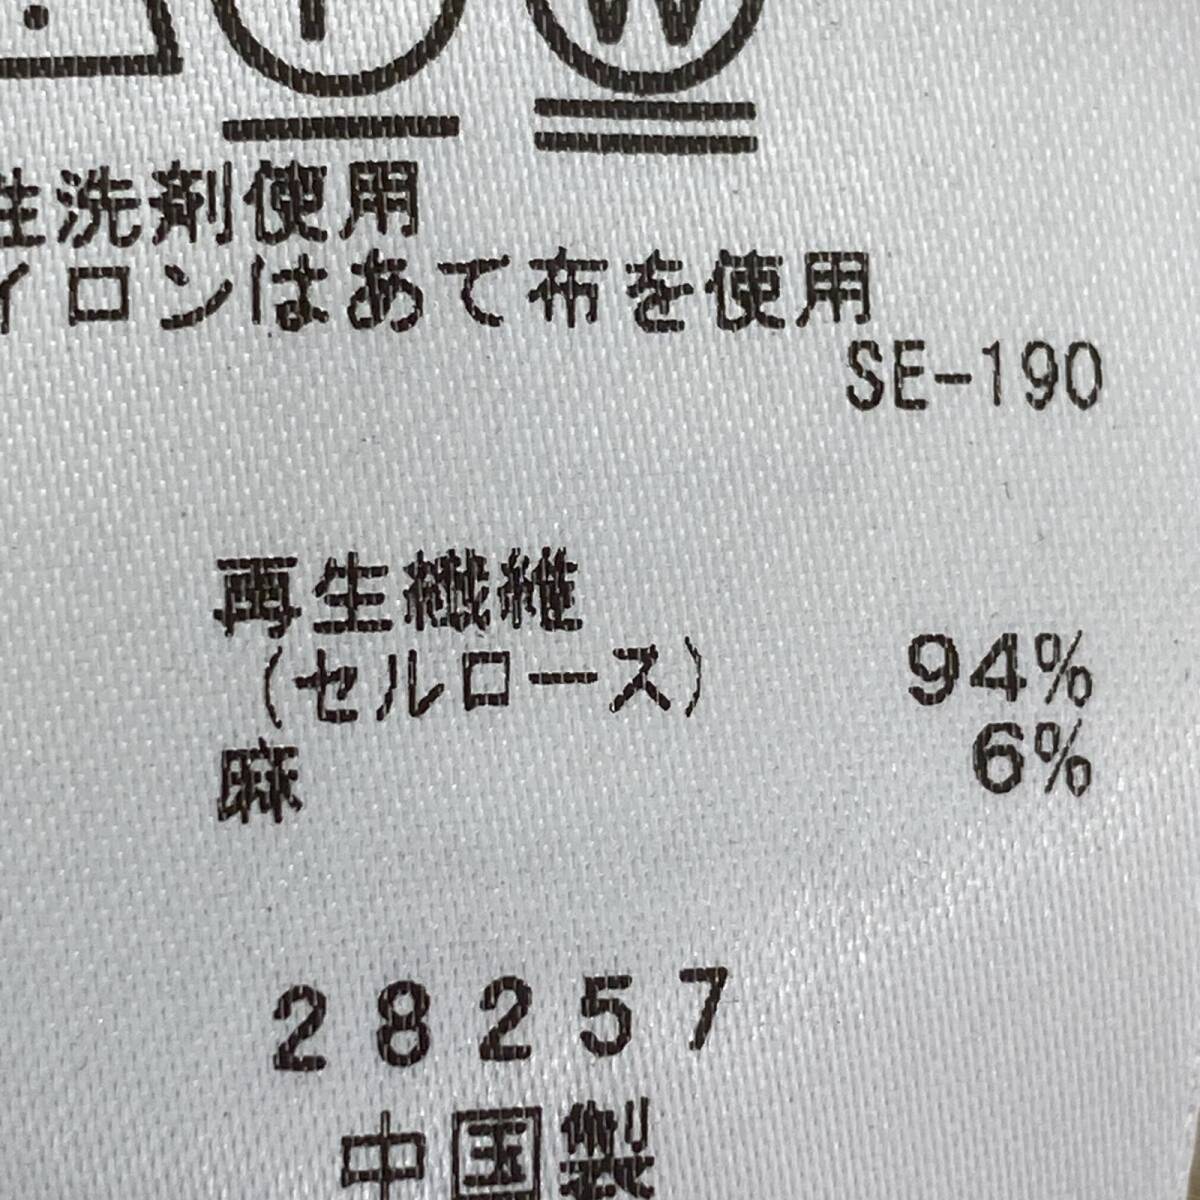 W
性洗剤使用
イロンはあて布を使用
SE-190
再生繊維
(セルロース) 94%
麻 6%
28257
中国製